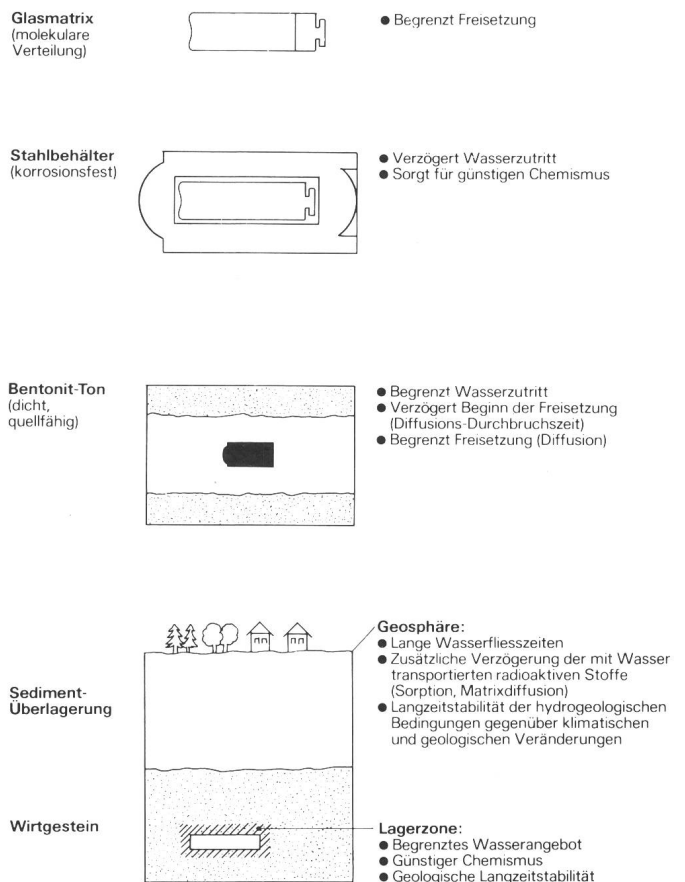 Glasmatrix
(molekulare
Verteilung)
● Begrenzt Freisetzung
Stahlbehälter
(korrosionsfest)
● Verzögert Wasserzutritt
● Sorgt für günstigen Chemismus
Bentonit-Ton
(dicht,
quellfähig)
● Begrenzt Wasserzutritt
● Verzögert Beginn der Freisetzung
(Diffusions-Durchbruchszeit)
● Begrenzt Freisetzung (Diffusion)
Sediment-
Überlagerung
Geosphäre:
● Lange Wasserfliesszeiten
● Zusätzliche Verzögerung der mit Wasser
transportierten radioaktiven Stoffe
(Sorption, Matrixdiffusion)
● Langzeitstabilität der hydrogeologischen
Bedingungen gegenüber klimatischen
und geologischen Veränderungen
Wirtgestein
Lagerzone:
● Begrenztes Wasserangebot
● Günstiger Chemismus
● Geologische Langzeitstabilität